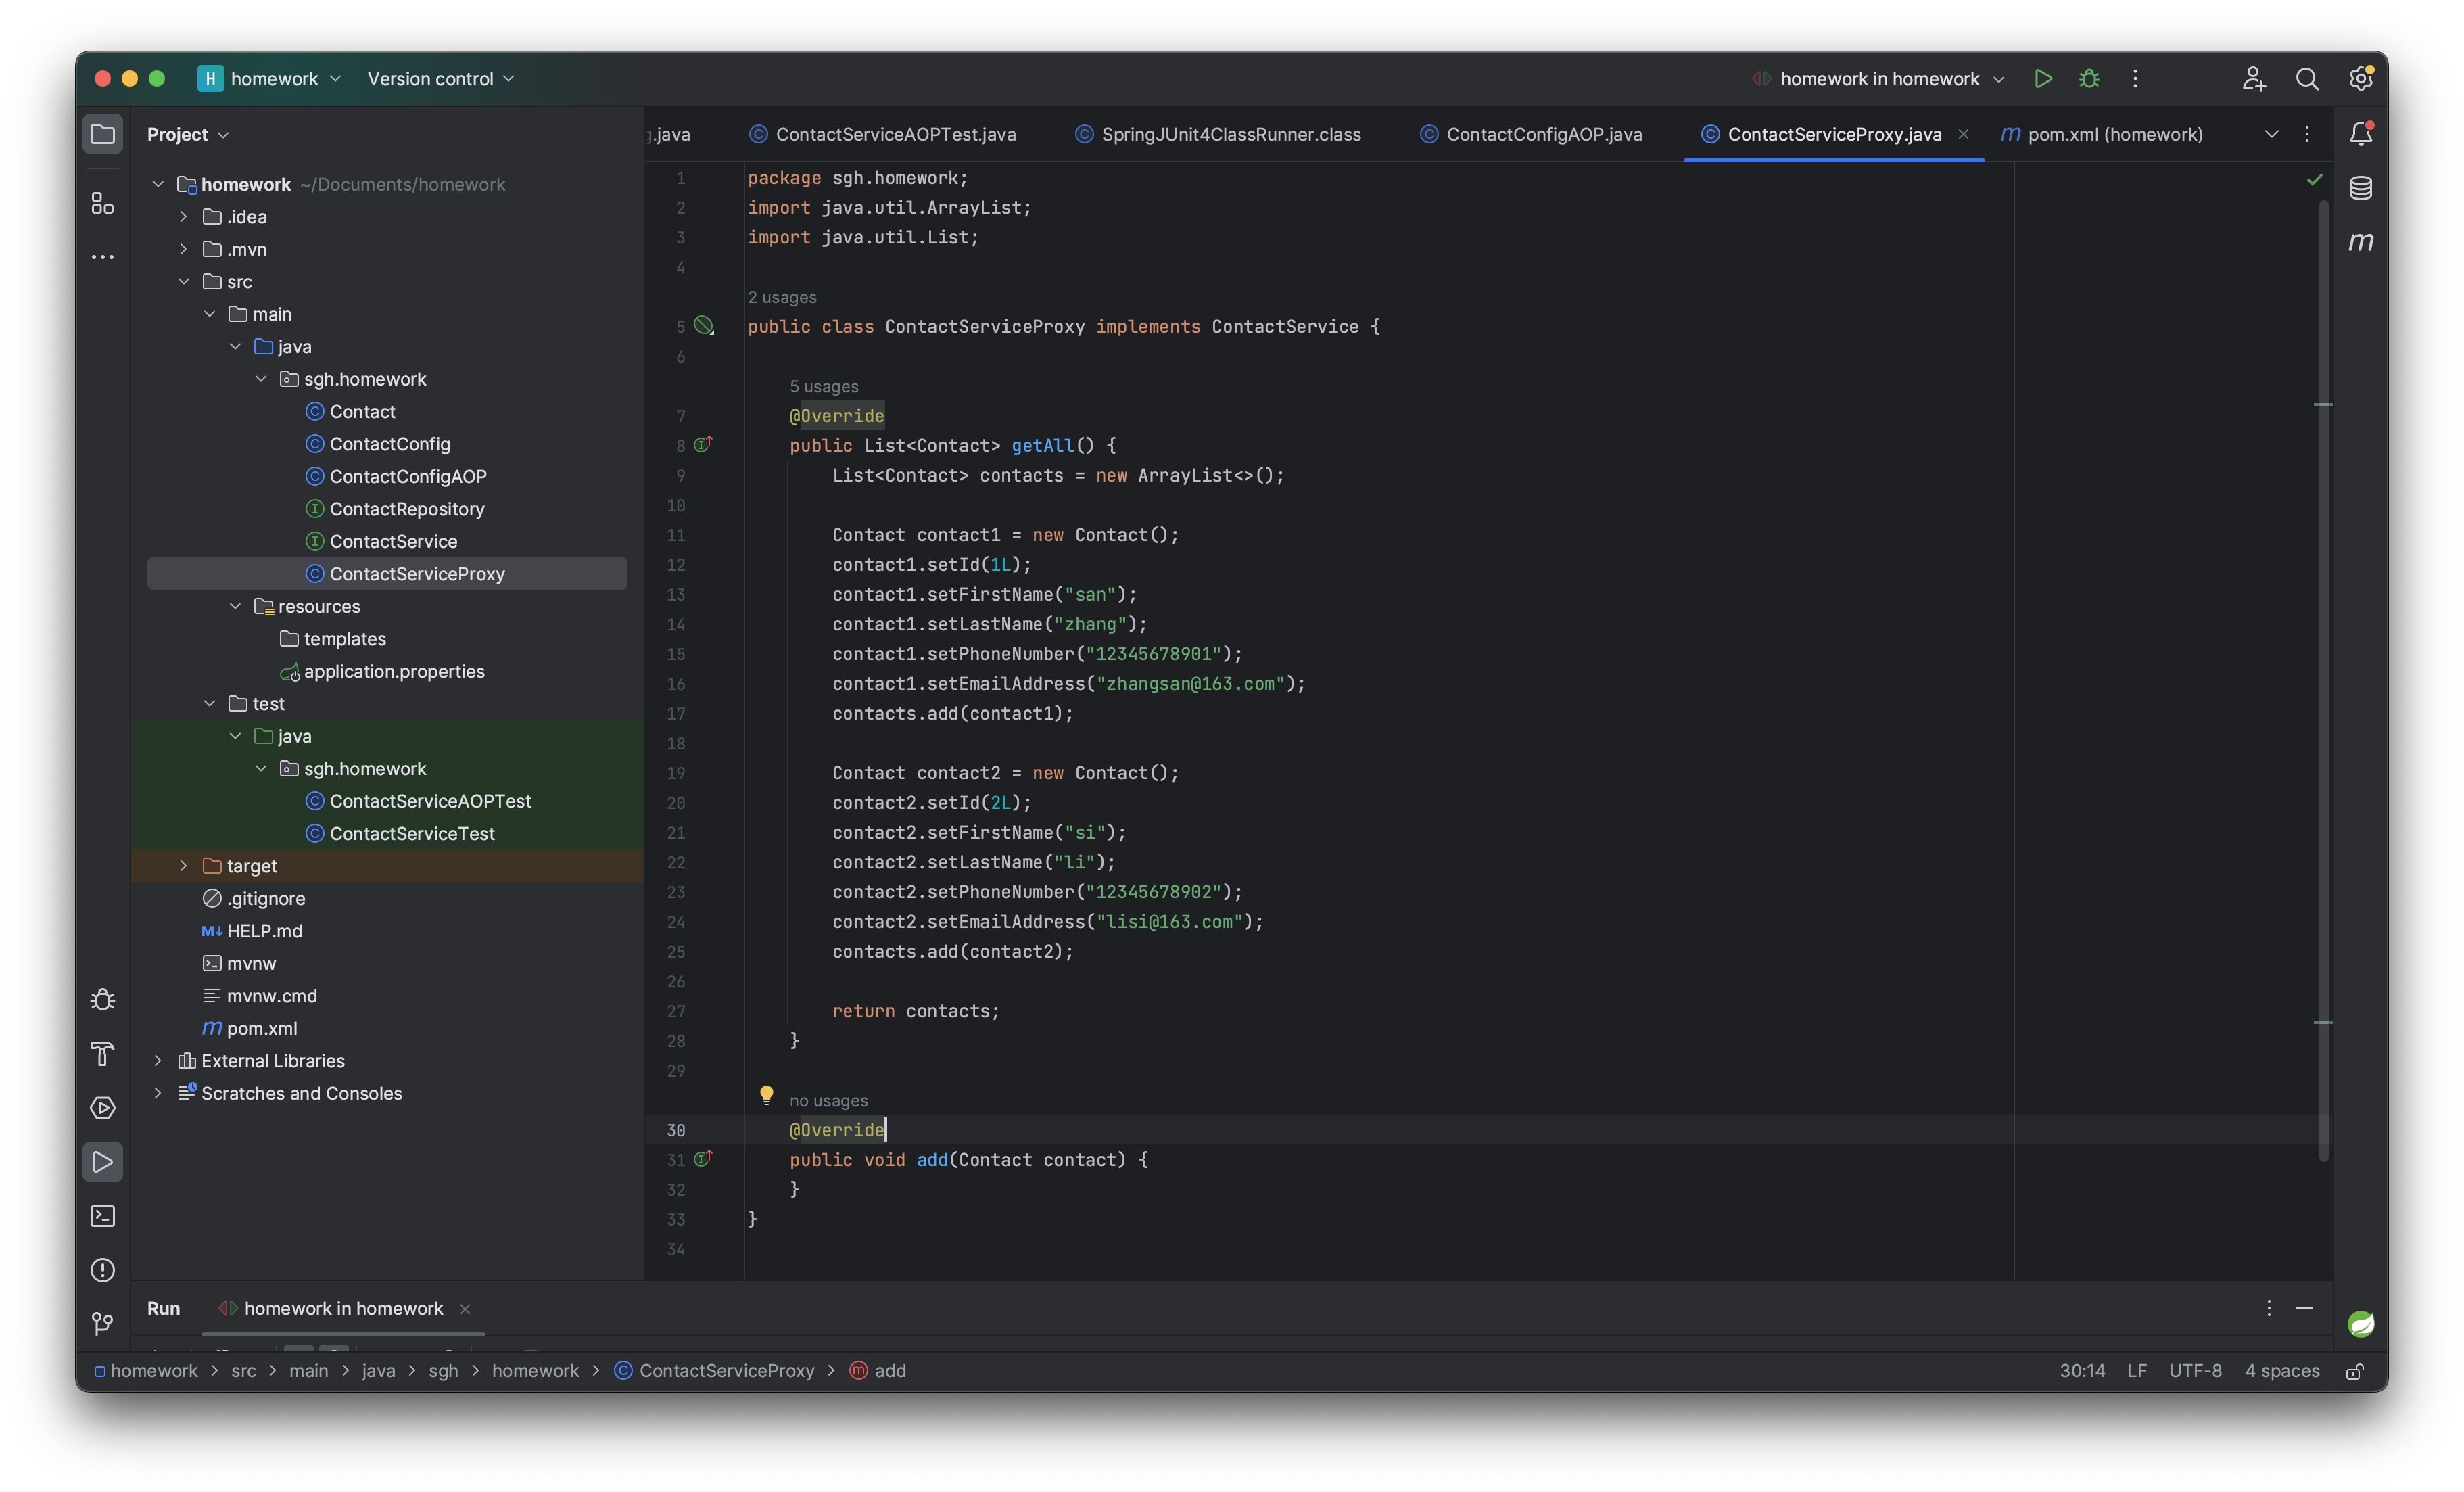 H homework Version control homework in homework
Project
g.java ContactServiceAOPTest.java SpringJUnit4ClassRunner.class ContactConfigAOP.java ContactServiceProxy.java pom.xml (homework)
homework ~/Documents/homework
.idea
.mvn
src
main
java
sgh.homework
Contact
ContactConfig
ContactConfigAOP
ContactRepository
ContactService
ContactServiceProxy
resources
templates
application.properties
test
java
sgh.homework
ContactServiceAOPTest
ContactServiceTest
target
.gitignore
HELP.md
mvnw
mvnw.cmd
pom.xml
External Libraries
Scratches and Consoles
1 package sgh.homework;
2 import java.util.ArrayList;
3 import java.util.List;
4
2 usages
5 public class ContactServiceProxy implements ContactService {
6
5 usages
7 @Override
8 public List<Contact> getAll() {
9 List<Contact> contacts = new ArrayList<>();
10
11 Contact contact1 = new Contact();
12 contact1.setId(1L);
13 contact1.setFirstName("san");
14 contact1.setLastName("zhang");
15 contact1.setPhoneNumber("12345678901");
16 contact1.setEmailAddress("zhangsan@163.com");
17 contacts.add(contact1);
18
19 Contact contact2 = new Contact();
20 contact2.setId(2L);
21 contact2.setFirstName("si");
22 contact2.setLastName("li");
23 contact2.setPhoneNumber("12345678902");
24 contact2.setEmailAddress("lisi@163.com");
25 contacts.add(contact2);
26
27 return contacts;
28 }
29
no usages
30 @Override
31 public void add(Contact contact) {
32 }
33 }
34
Run homework in homework
homework > src > main > java > sgh > homework > ContactServiceProxy > add 30:14 LF UTF-8 4 spaces